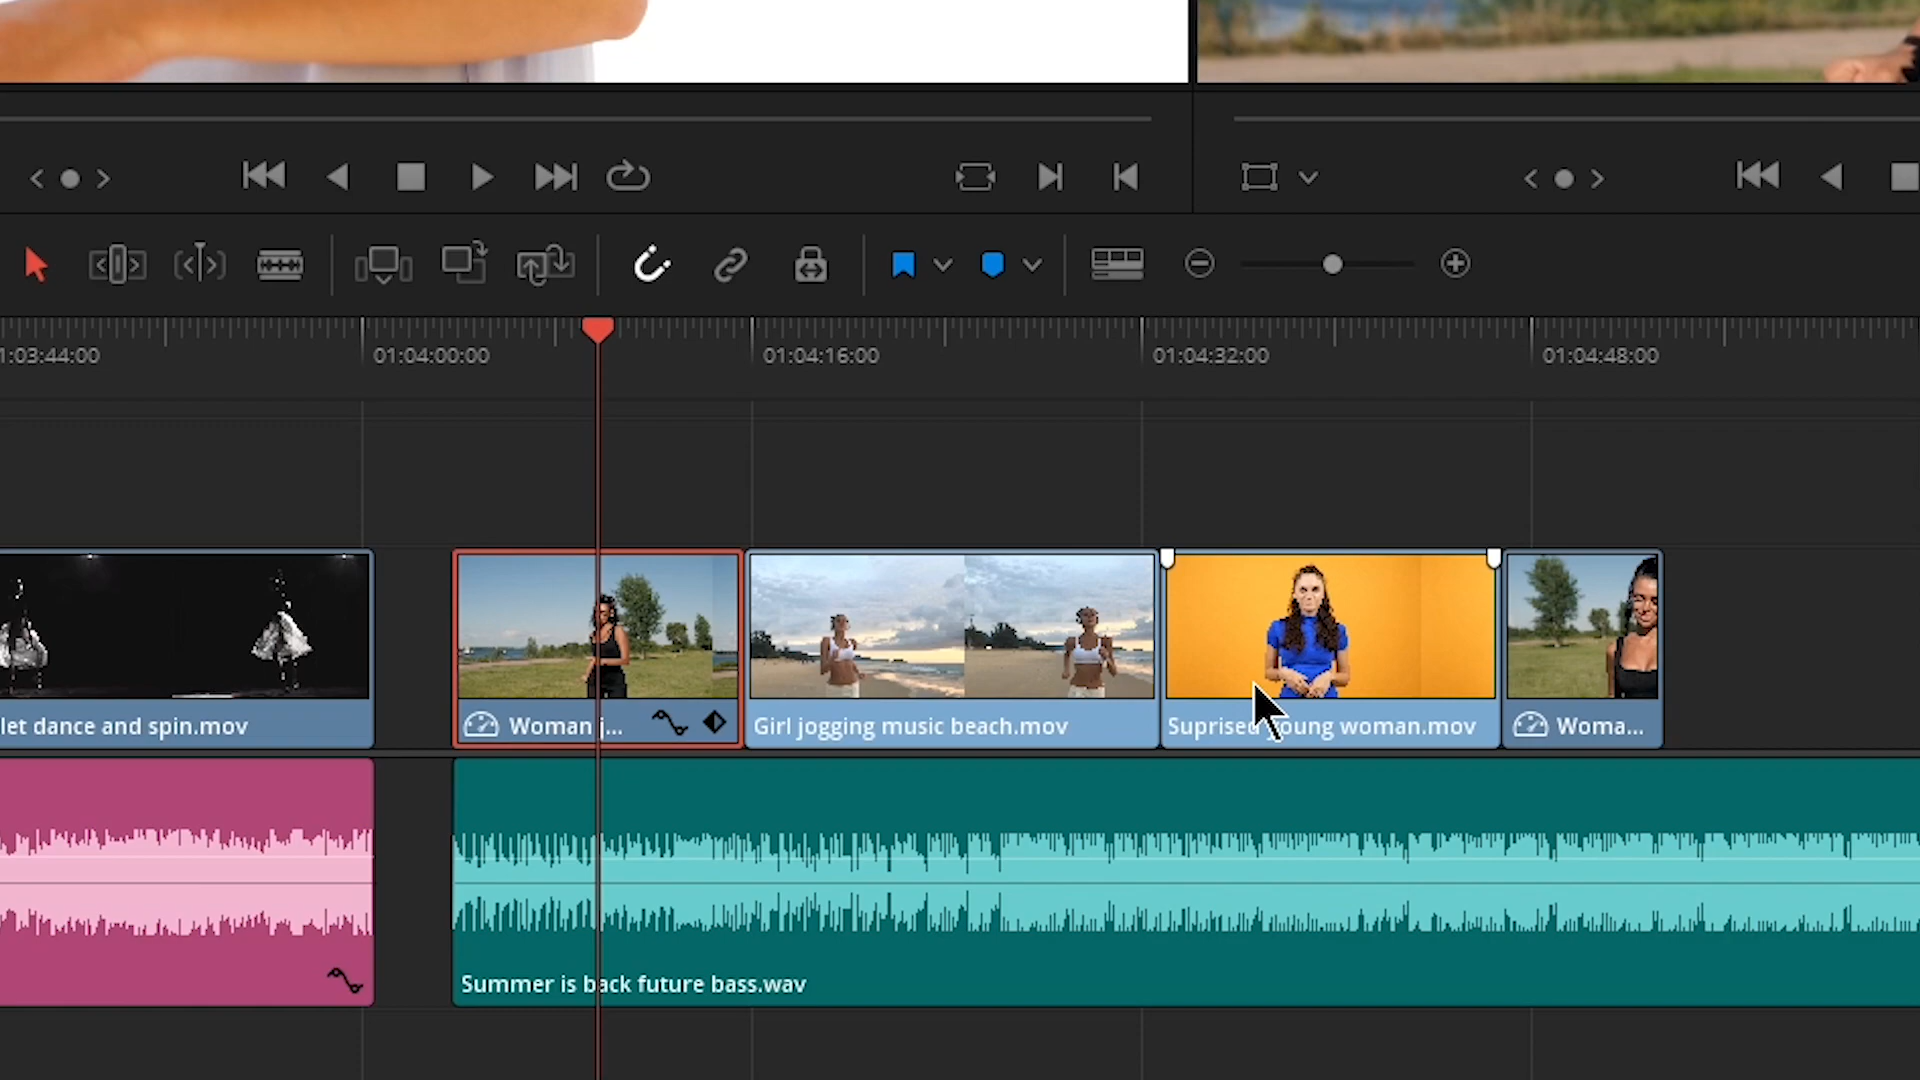 1:03:44:00
01:04:00:00
01:04:16:00
01:04:32:00
01:04:48:00
let dance and spin.mov
Woman j...
Girl jogging music beach.mov
Suprised young woman.mov
Woma...
Summer is back future bass.wav